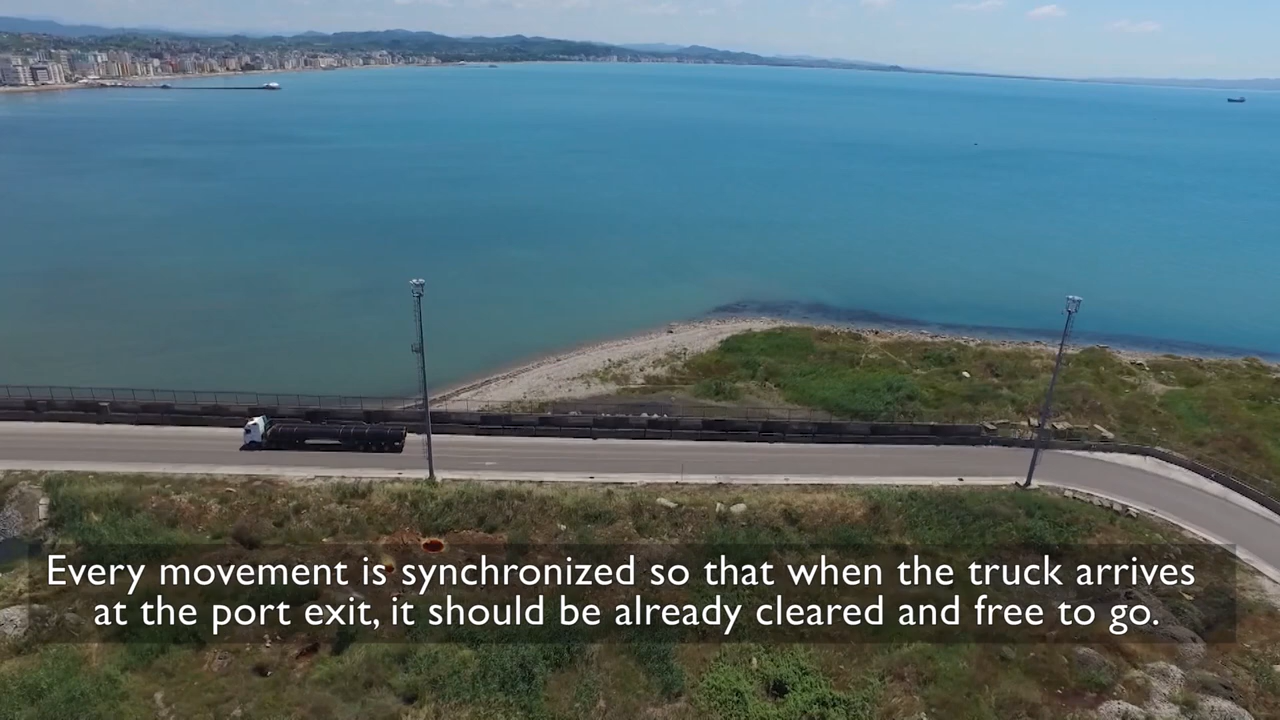 Every movement is synchronized so that when the truck arrives
at the port exit, it should be already cleared and free to go.